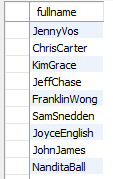 fullname
JennyVos
ChrisCarter
KimGrace
JeffChase
FranklinWong
SamSnedden
JoyceEnglish
JohnJames
NanditaBall